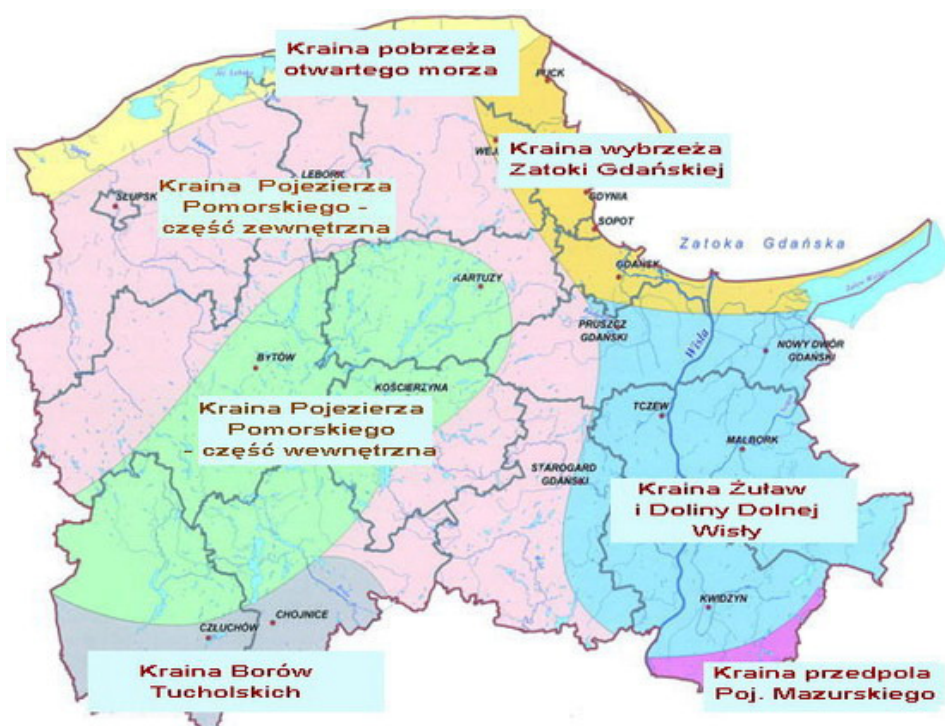 Kraina pobrzeża
otwartego morza
PUCK
Kraina wybrzeża
Zatoki Gdańskiej
LEBORK
Kraina Pojezierza
Pomorskiego -
część zewnętrzna
SŁUPSK
GDYNIA
SOPOT
Zatoka Gdańska
GDAŃSK
KARTUZY
PRUSZCZ
GDAŃSKI
Wisła
NOWY DWÓR
GDAŃSKI
BYTÓW
KOŚCIERZYNA
Kraina Pojezierza
Pomorskiego
- część wewnętrzna
TCZEW
MALBORK
STAROGARD
GDAŃSKI
Kraina Żuław
i Doliny Dolnej
Wisły
KWIDZYN
CHOJNICE
CZŁUCHÓW
Kraina Borów
Tucholskich
Kraina przedpola
Poj. Mazurskiego